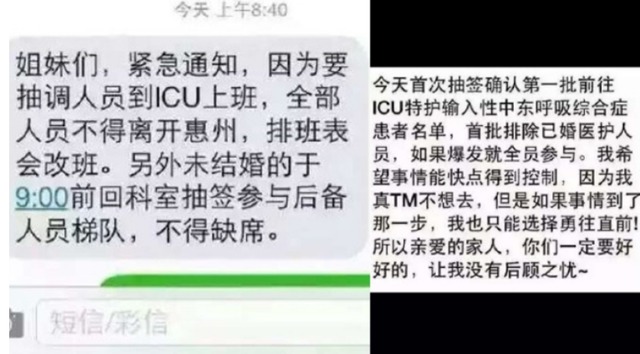 今天 上午8:40
姐妹们，紧急通知，因为要
抽调人员到ICU上班，全部
人员不得离开惠州，排班表
会改班。另外未结婚的于
9:00前回科室抽签参与后备
人员梯队，不得缺席。
短信/彩信
今天首次抽签确认第一批前往
ICU特护输入性中东呼吸综合症
患者名单，首批排除已婚医护人
员，如果爆发就全员参与。我希
望事情能快点得到控制，因为我
真TM不想去，但是如果事情到了
那一步，我也只能选择勇往直前!
所以亲爱的家人，你们一定要好
好的，让我没有后顾之忧~